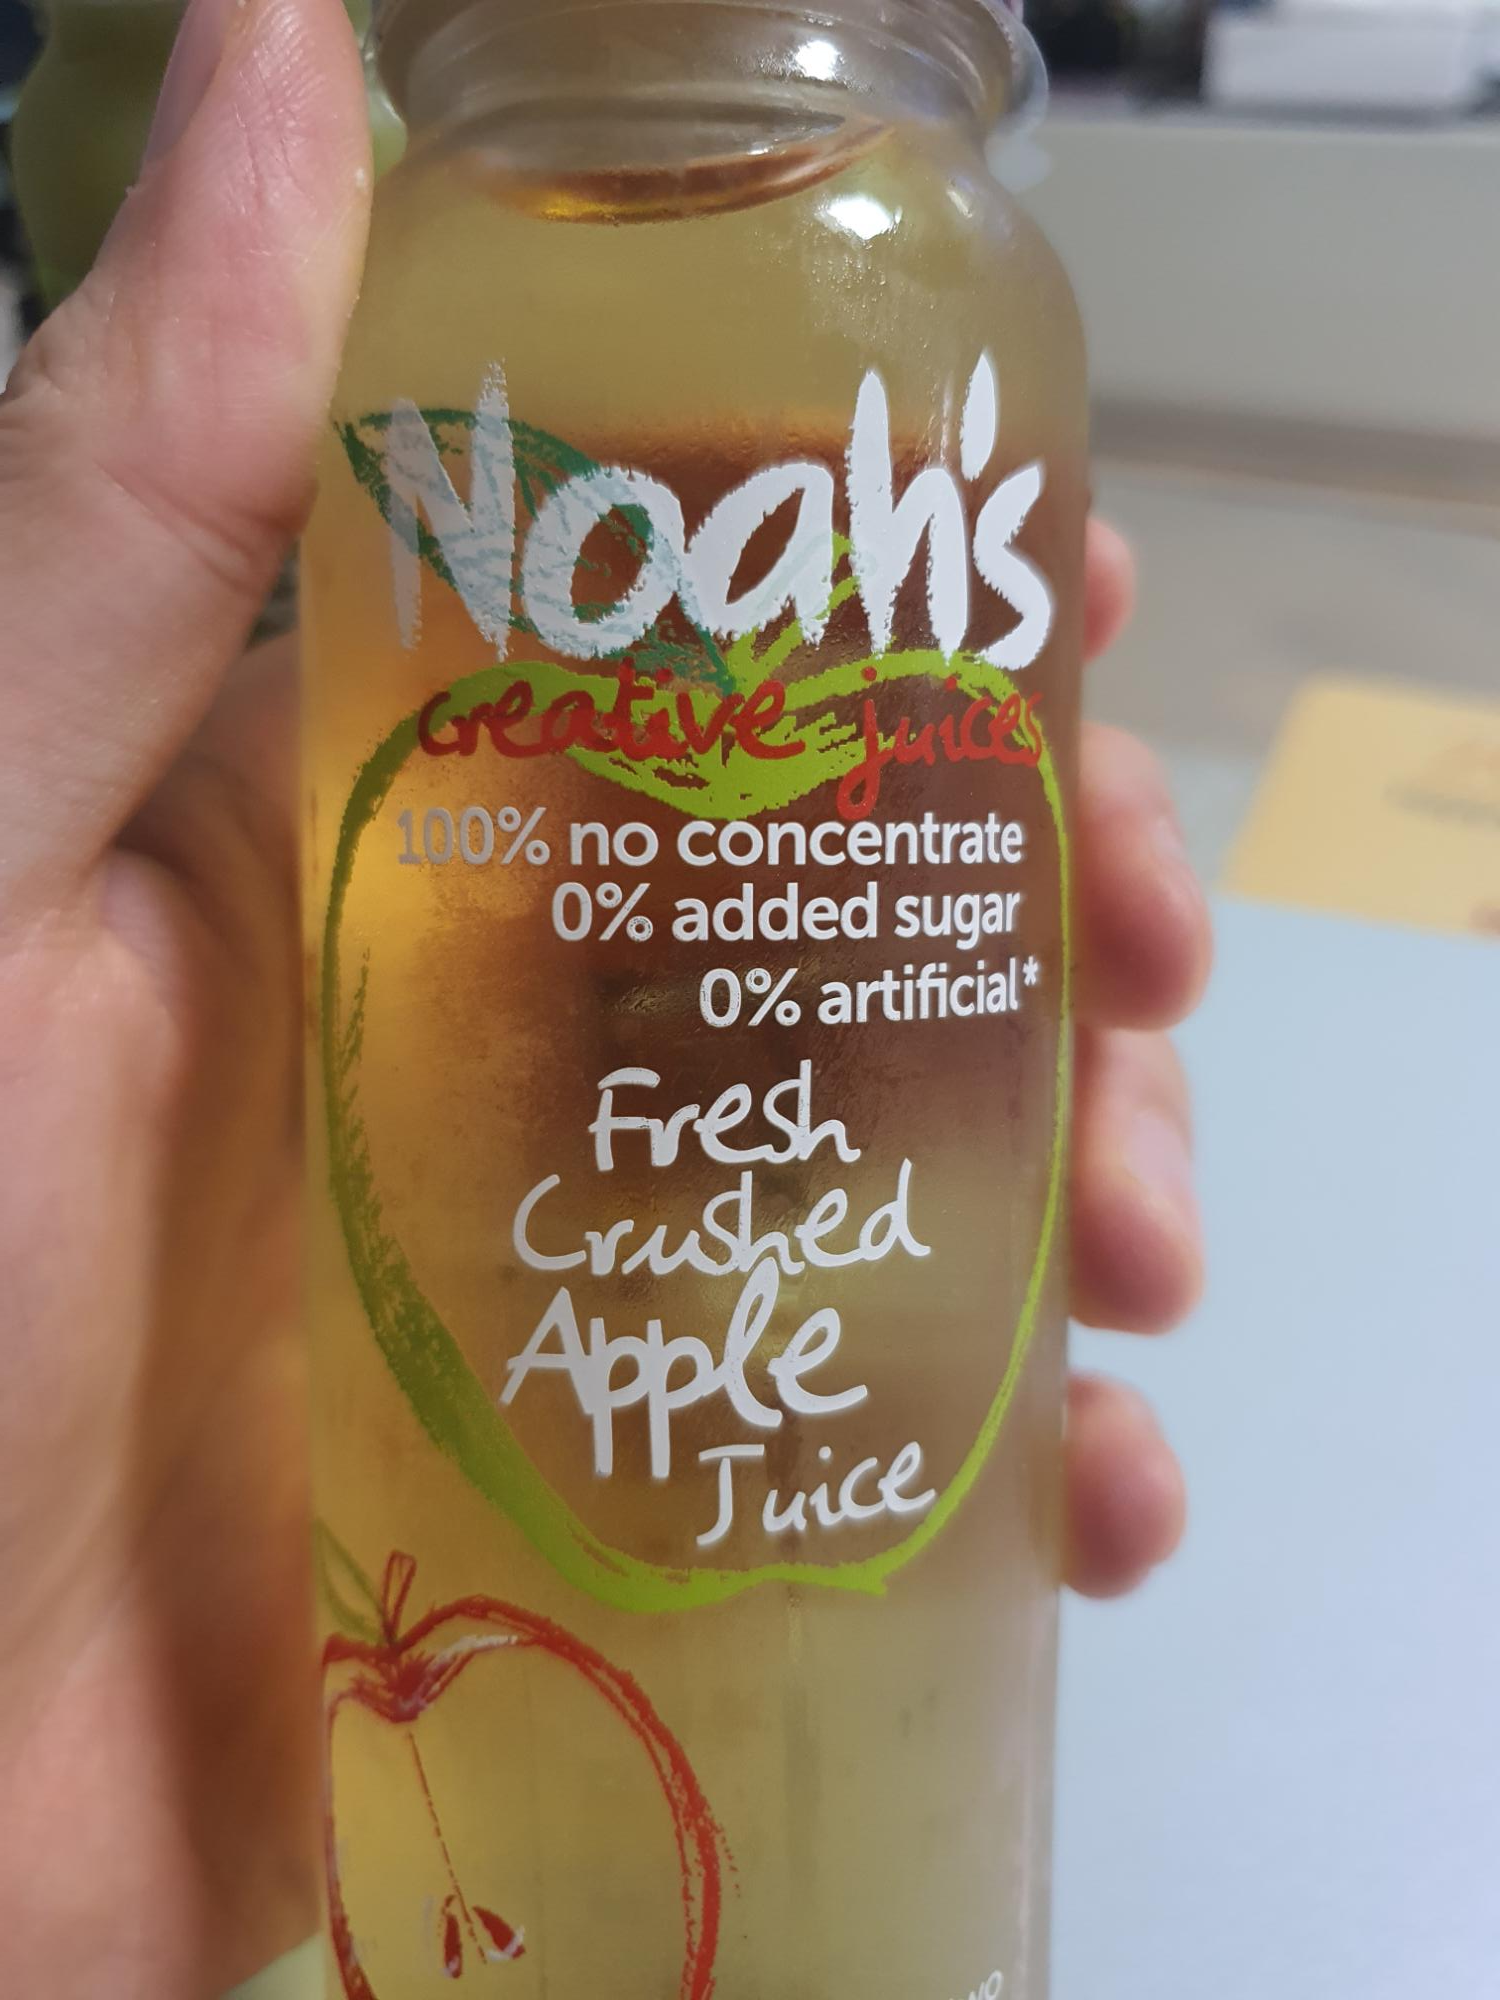 Noah's
creative juices
100% no concentrate
0% added sugar
0% artificial*
Fresh
Crushed
Apple
Juice